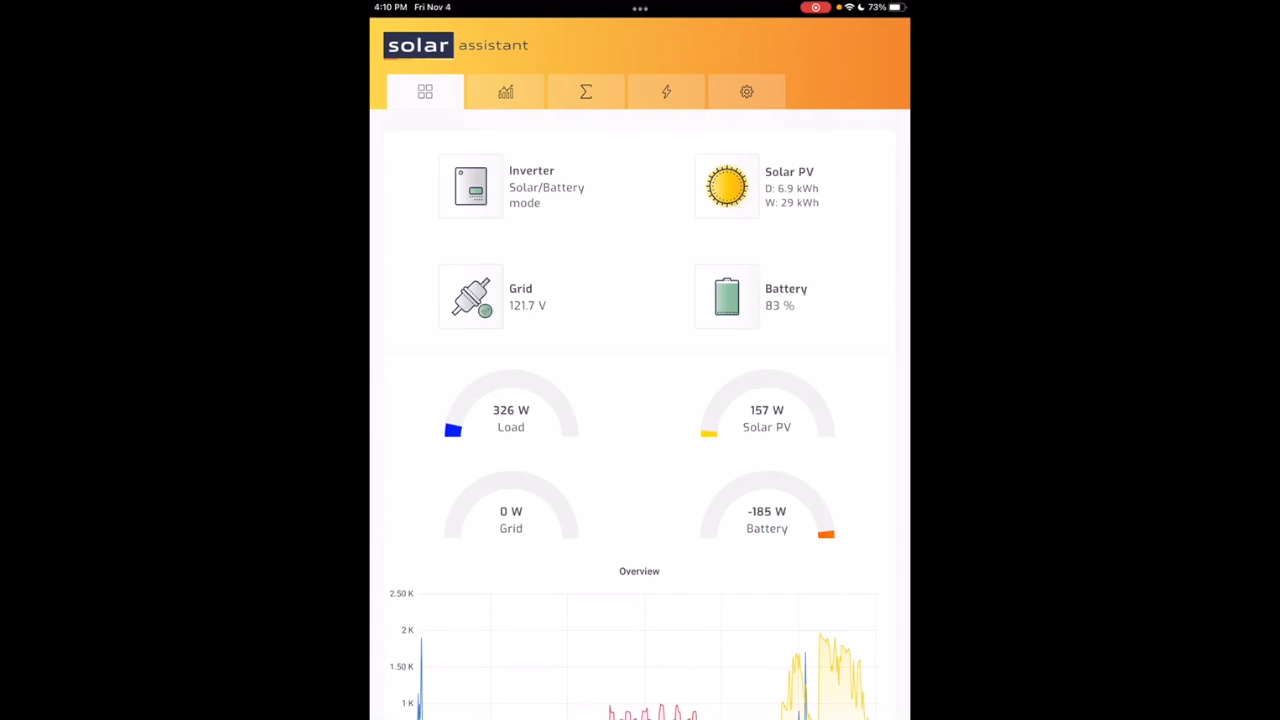 4:10 PM Fri Nov 4
73%
solar assistant
Inverter
Solar/Battery
mode
Solar PV
D: 6.9 kWh
W: 29 kWh
Grid
121.7 V
Battery
83 %
326 W
Load
157 W
Solar PV
0 W
Grid
-185 W
Battery
Overview
2.50 K
2 K
1.50 K
1 K